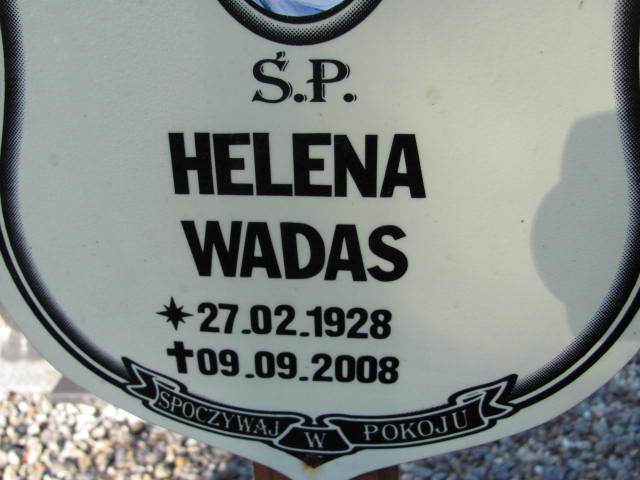 Ś.P.
HELENA
WADAS
✴27.02.1928
✝09.09.2008
SPOCZYWAJ W POKOJU